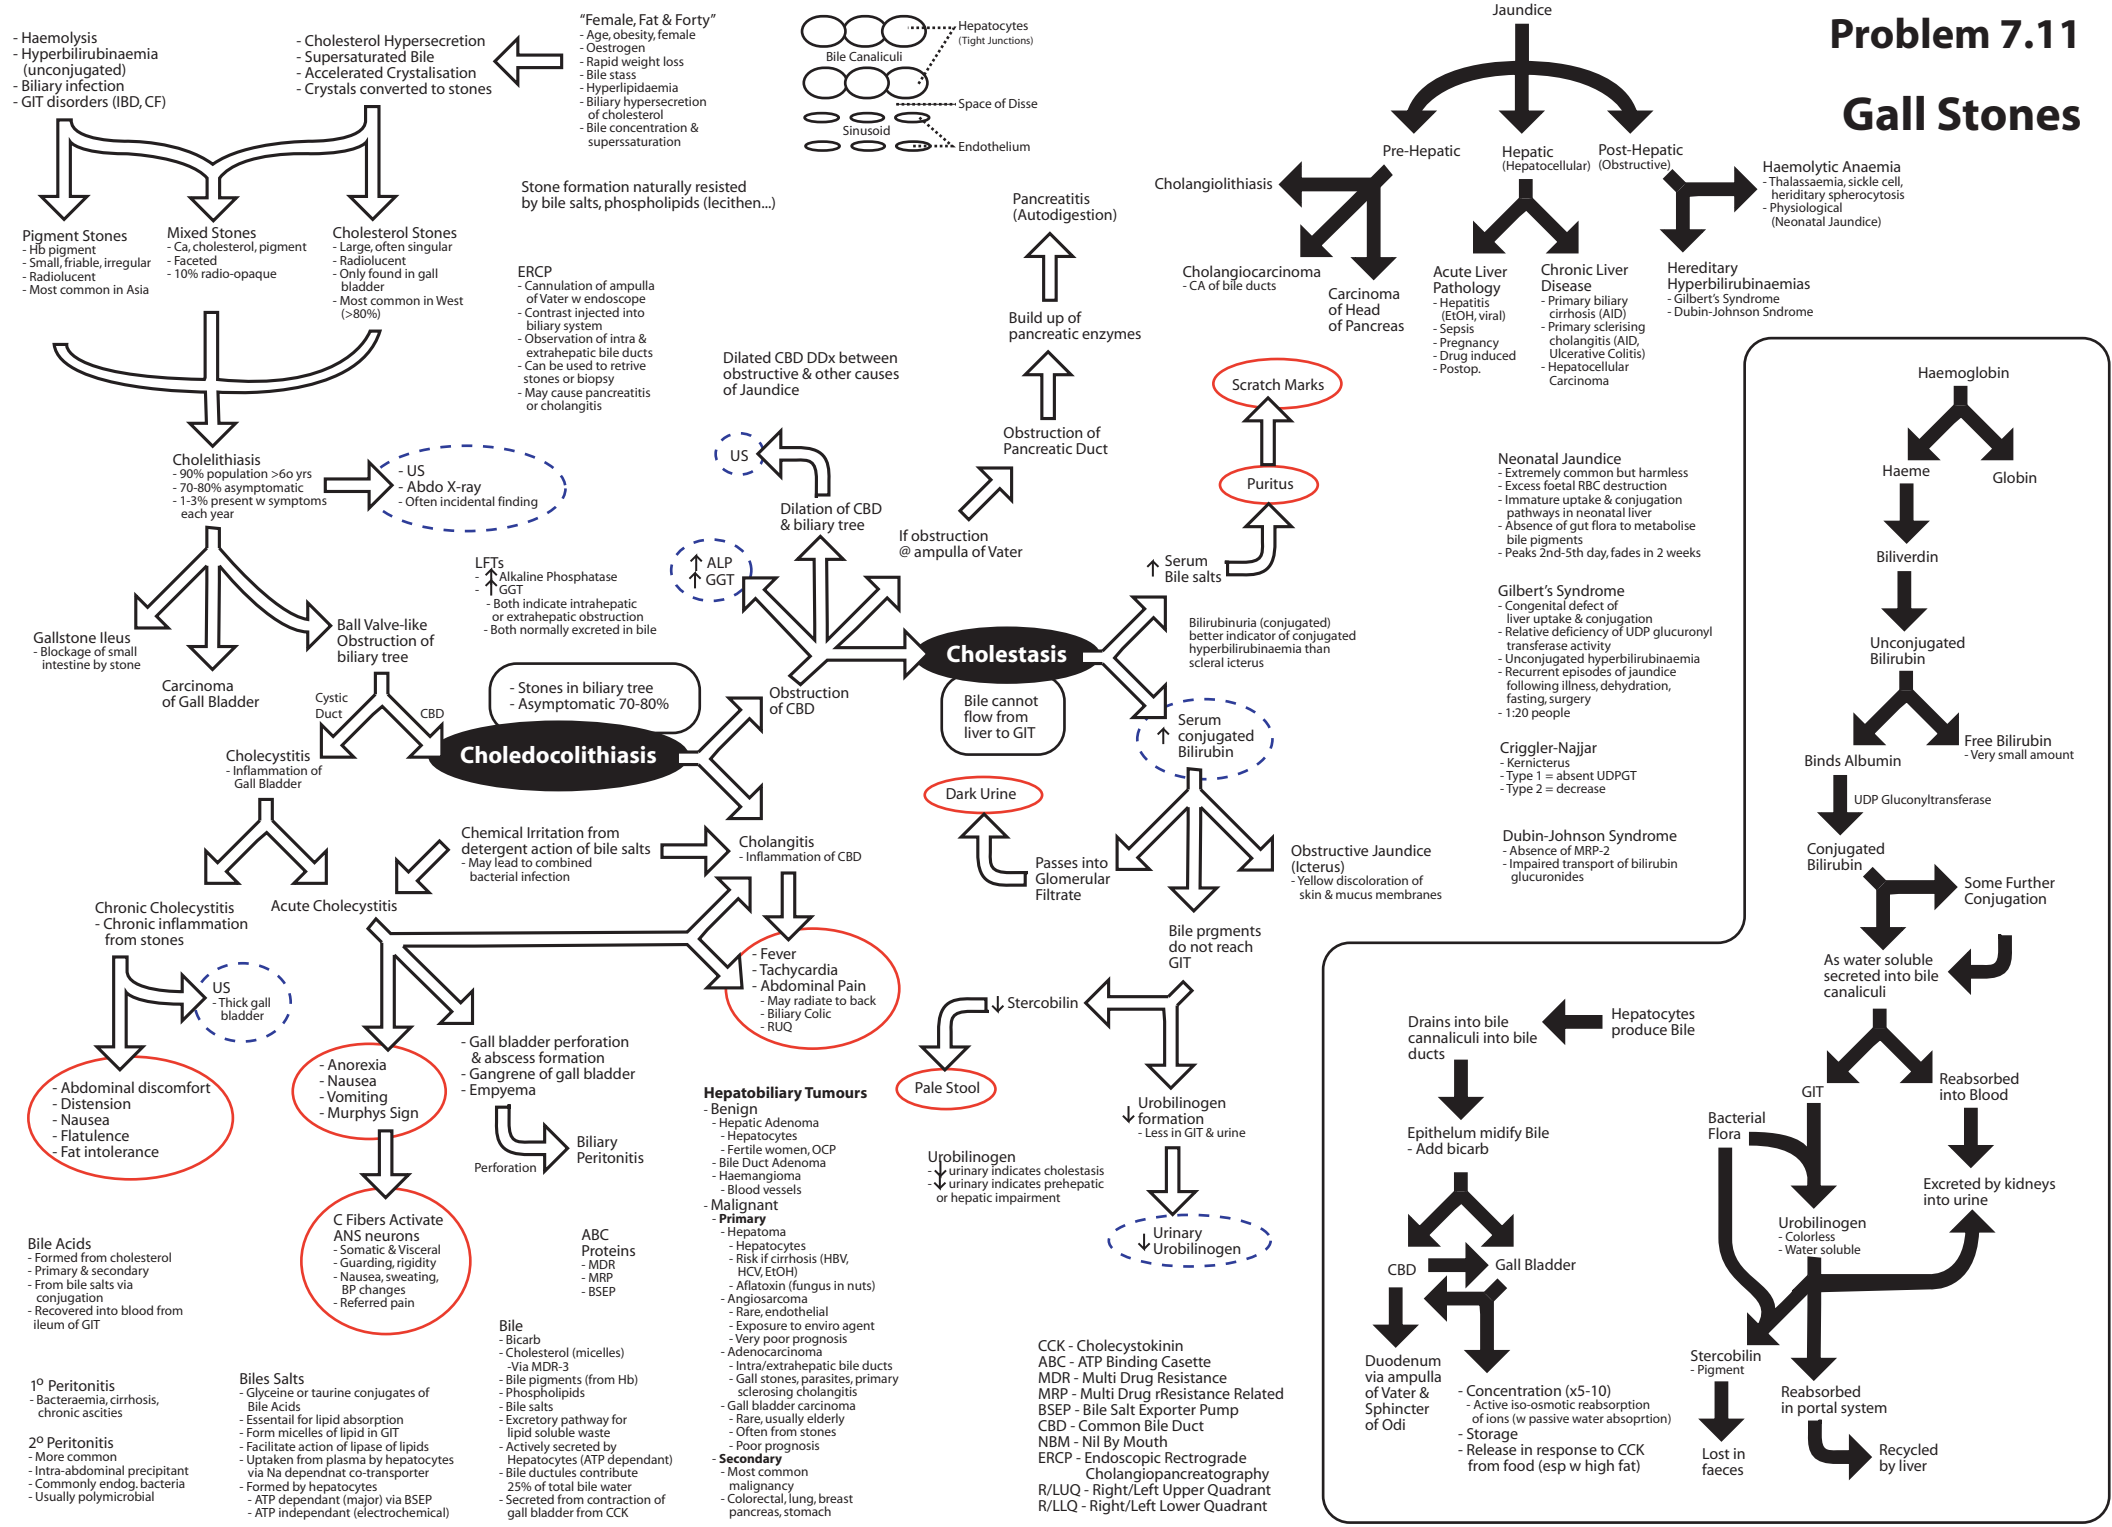 Problem 7.11
Gall Stones
- Haemolysis
- Hyperbilirubinaemia
(unconjugated)
- Biliary infection
- GIT disorders (IBD, CF)
- Cholesterol Hypersecretion
- Supersaturated Bile
- Accelerated Crystalisation
- Crystals converted to stones
“Female, Fat & Forty”
- Age, obesity, female
- Oestrogen
- Rapid weight loss
- Bile stass
- Hyperlipidaemia
- Biliary hypersecretion
of cholesterol
- Bile concentration &
superssaturation
Hepatocytes
(Tight Junctions)
Bile Canaliculi
Space of Disse
Sinusoid
Endothelium
Stone formation naturally resisted
by bile salts, phospholipids (lecithen...)
Pigment Stones
- Hb pigment
- Small, friable, irregular
- Radiolucent
- Most common in Asia
Mixed Stones
- Ca, cholesterol, pigment
- Faceted
- 10% radio-opaque
Cholesterol Stones
- Large, often singular
- Radiolucent
- Only found in gall
bladder
- Most common in West
(>80%)
ERCP
- Cannulation of ampulla
of Vater w endoscope
- Contrast injected into
biliary system
- Observation of intra &
extrahepatic bile ducts
- Can be used to retrive
stones or biopsy
- May cause pancreatitis
or cholangitis
Cholelithiasis
- 90% population >6o yrs
- 70-80% asymptomatic
- 1-3% present w symptoms
each year
- US
- Abdo X-ray
- Often incidental finding
Gallstone Ileus
- Blockage of small
intestine by stone
Carcinoma
of Gall Bladder
Ball Valve-like
Obstruction of
biliary tree
Cystic
Duct
CBD
LFTs
- ↑Alkaline Phosphatase
- ↑GGT
- Both indicate intrahepatic
or extrahepatic obstruction
- Both normally excreted in bile
- Stones in biliary tree
- Asymptomatic 70-80%
Choledocolithiasis
Dilated CBD DDx between
obstructive & other causes
of Jaundice
US
Dilation of CBD
& biliary tree
↑ ALP
↑ GGT
Obstruction
of CBD
If obstruction
@ ampulla of Vater
Obstruction of
Pancreatic Duct
Build up of
pancreatic enzymes
Pancreatitis
(Autodigestion)
Cholestasis
Bile cannot
flow from
liver to GIT
↑ Serum
Bile salts
Puritus
Scratch Marks
Bilirubinuria (conjugated)
better indicator of conjugated
hyperbilirubinaemia than
scleral icterus
↑ Serum
conjugated
Bilirubin
Dark Urine
Passes into
Glomerular
Filtrate
Obstructive Jaundice
(Icterus)
- Yellow discoloration of
skin & mucus membranes
Bile prgments
do not reach
GIT
↓ Stercobilin
Pale Stool
↓ Urobilinogen
formation
- Less in GIT & urine
Urobilinogen
- ↓ urinary indicates cholestasis
- ↓ urinary indicates prehepatic
or hepatic impairment
↓ Urinary
Urobilinogen
Cholecystitis
- Inflammation of
Gall Bladder
Chemical Irritation from
detergent action of bile salts
- May lead to combined
bacterial infection
Cholangitis
- Inflammation of CBD
Chronic Cholecystitis
- Chronic inflammation
from stones
Acute Cholecystitis
US
- Thick gall
bladder
- Fever
- Tachycardia
- Abdominal Pain
- May radiate to back
- Biliary Colic
- RUQ
- Abdominal discomfort
- Distension
- Nausea
- Flatulence
- Fat intolerance
- Anorexia
- Nausea
- Vomiting
- Murphys Sign
- Gall bladder perforation
& abscess formation
- Gangrene of gall bladder
- Empyema
Perforation
Biliary
Peritonitis
C Fibers Activate
ANS neurons
- Somatic & Visceral
- Guarding, rigidity
- Nausea, sweating,
BP changes
- Referred pain
Bile Acids
- Formed from cholesterol
- Primary & secondary
- From bile salts via
conjugation
- Recovered into blood from
ileum of GIT
1º Peritonitis
- Bacteraemia, cirrhosis,
chronic ascities
2º Peritonitis
- More common
- Intra-abdominal precipitant
- Commonly endog. bacteria
- Usually polymicrobial
Biles Salts
- Glyceine or taurine conjugates of
Bile Acids
- Essentail for lipid absorption
- Form micelles of lipid in GIT
- Facilitate action of lipase of lipids
- Uptaken from plasma by hepatocytes
via Na dependnat co-transporter
- Formed by hepatocytes
- ATP dependant (major) via BSEP
- ATP independant (electrochemical)
ABC
Proteins
- MDR
- MRP
- BSEP
Bile
- Bicarb
- Cholesterol (micelles)
-Via MDR-3
- Bile pigments (from Hb)
- Phospholipids
- Bile salts
- Excretory pathway for
lipid soluble waste
- Actively secreted by
Hepatocytes (ATP dependant)
- Bile ductules contribute
25% of total bile water
- Secreted from contraction of
gall bladder from CCK
Hepatobiliary Tumours
- Benign
- Hepatic Adenoma
- Hepatocytes
- Fertile women, OCP
- Bile Duct Adenoma
- Haemangioma
- Blood vessels
- Malignant
- Primary
- Hepatoma
- Hepatocytes
- Risk if cirrhosis (HBV,
HCV, EtOH)
- Aflatoxin (fungus in nuts)
- Angiosarcoma
- Rare, endothelial
- Exposure to enviro agent
- Very poor prognosis
- Adenocarcinoma
- Intra/extrahepatic bile ducts
- Gall stones, parasites, primary
sclerosing cholangitis
- Gall bladder carcinoma
- Rare, usually elderly
- Often from stones
- Poor prognosis
- Secondary
- Most common
malignancy
- Colorectal, lung, breast
pancreas, stomach
CCK - Cholecystokinin
ABC - ATP Binding Casette
MDR - Multi Drug Resistance
MRP - Multi Drug rResistance Related
BSEP - Bile Salt Exporter Pump
CBD - Common Bile Duct
NBM - Nil By Mouth
ERCP - Endoscopic Rectrograde
Cholangiopancreatography
R/LUQ - Right/Left Upper Quadrant
R/LLQ - Right/Left Lower Quadrant
Jaundice
Pre-Hepatic
Hepatic
(Hepatocellular)
Post-Hepatic
(Obstructive)
Cholangiolithiasis
Cholangiocarcinoma
- CA of bile ducts
Carcinoma
of Head
of Pancreas
Acute Liver
Pathology
- Hepatitis
(EtOH, viral)
- Sepsis
- Pregnancy
- Drug induced
- Postop.
Chronic Liver
Disease
- Primary biliary
cirrhosis (AID)
- Primary sclerising
cholangitis (AID,
Ulcerative Colitis)
- Hepatocellular
Carcinoma
Haemolytic Anaemia
- Thalassaemia, sickle cell,
heriditary spherocytosis
- Physiological
(Neonatal Jaundice)
Hereditary
Hyperbilirubinaemias
- Gilbert’s Syndrome
- Dubin-Johnson Sndrome
Neonatal Jaundice
- Extremely common but harmless
- Excess foetal RBC destruction
- Immature uptake & conjugation
pathways in neonatal liver
- Absence of gut flora to metabolise
bile pigments
- Peaks 2nd-5th day, fades in 2 weeks
Gilbert’s Syndrome
- Congenital defect of
liver uptake & conjugation
- Relative deficiency of UDP glucuronyl
transferase activity
- Unconjugated hyperbilirubinaemia
- Recurrent episodes of jaundice
following illness, dehydration,
fasting, surgery
- 1:20 people
Criggler-Najjar
- Kernicterus
- Type 1 = absent UDPGT
- Type 2 = decrease
Dubin-Johnson Syndrome
- Absence of MRP-2
- Impaired transport of bilirubin
glucuronides
Haemoglobin
Haeme
Globin
Biliverdin
Unconjugated
Bilirubin
Binds Albumin
Free Bilirubin
- Very small amount
UDP Gluconyltransferase
Conjugated
Bilirubin
Some Further
Conjugation
As water soluble
secreted into bile
canaliculi
Hepatocytes
produce Bile
Drains into bile
cannaliculi into bile
ducts
Epithelum midify Bile
- Add bicarb
CBD
Gall Bladder
Duodenum
via ampulla
of Vater &
Sphincter
of Odi
- Concentration (x5-10)
- Active iso-osmotic reabsorption
of ions (w passive water absoprtion)
- Storage
- Release in response to CCK
from food (esp w high fat)
GIT
Reabsorbed
into Blood
Bacterial
Flora
Excreted by kidneys
into urine
Urobilinogen
- Colorless
- Water soluble
Stercobilin
- Pigment
Lost in
faeces
Reabsorbed
in portal system
Recycled
by liver